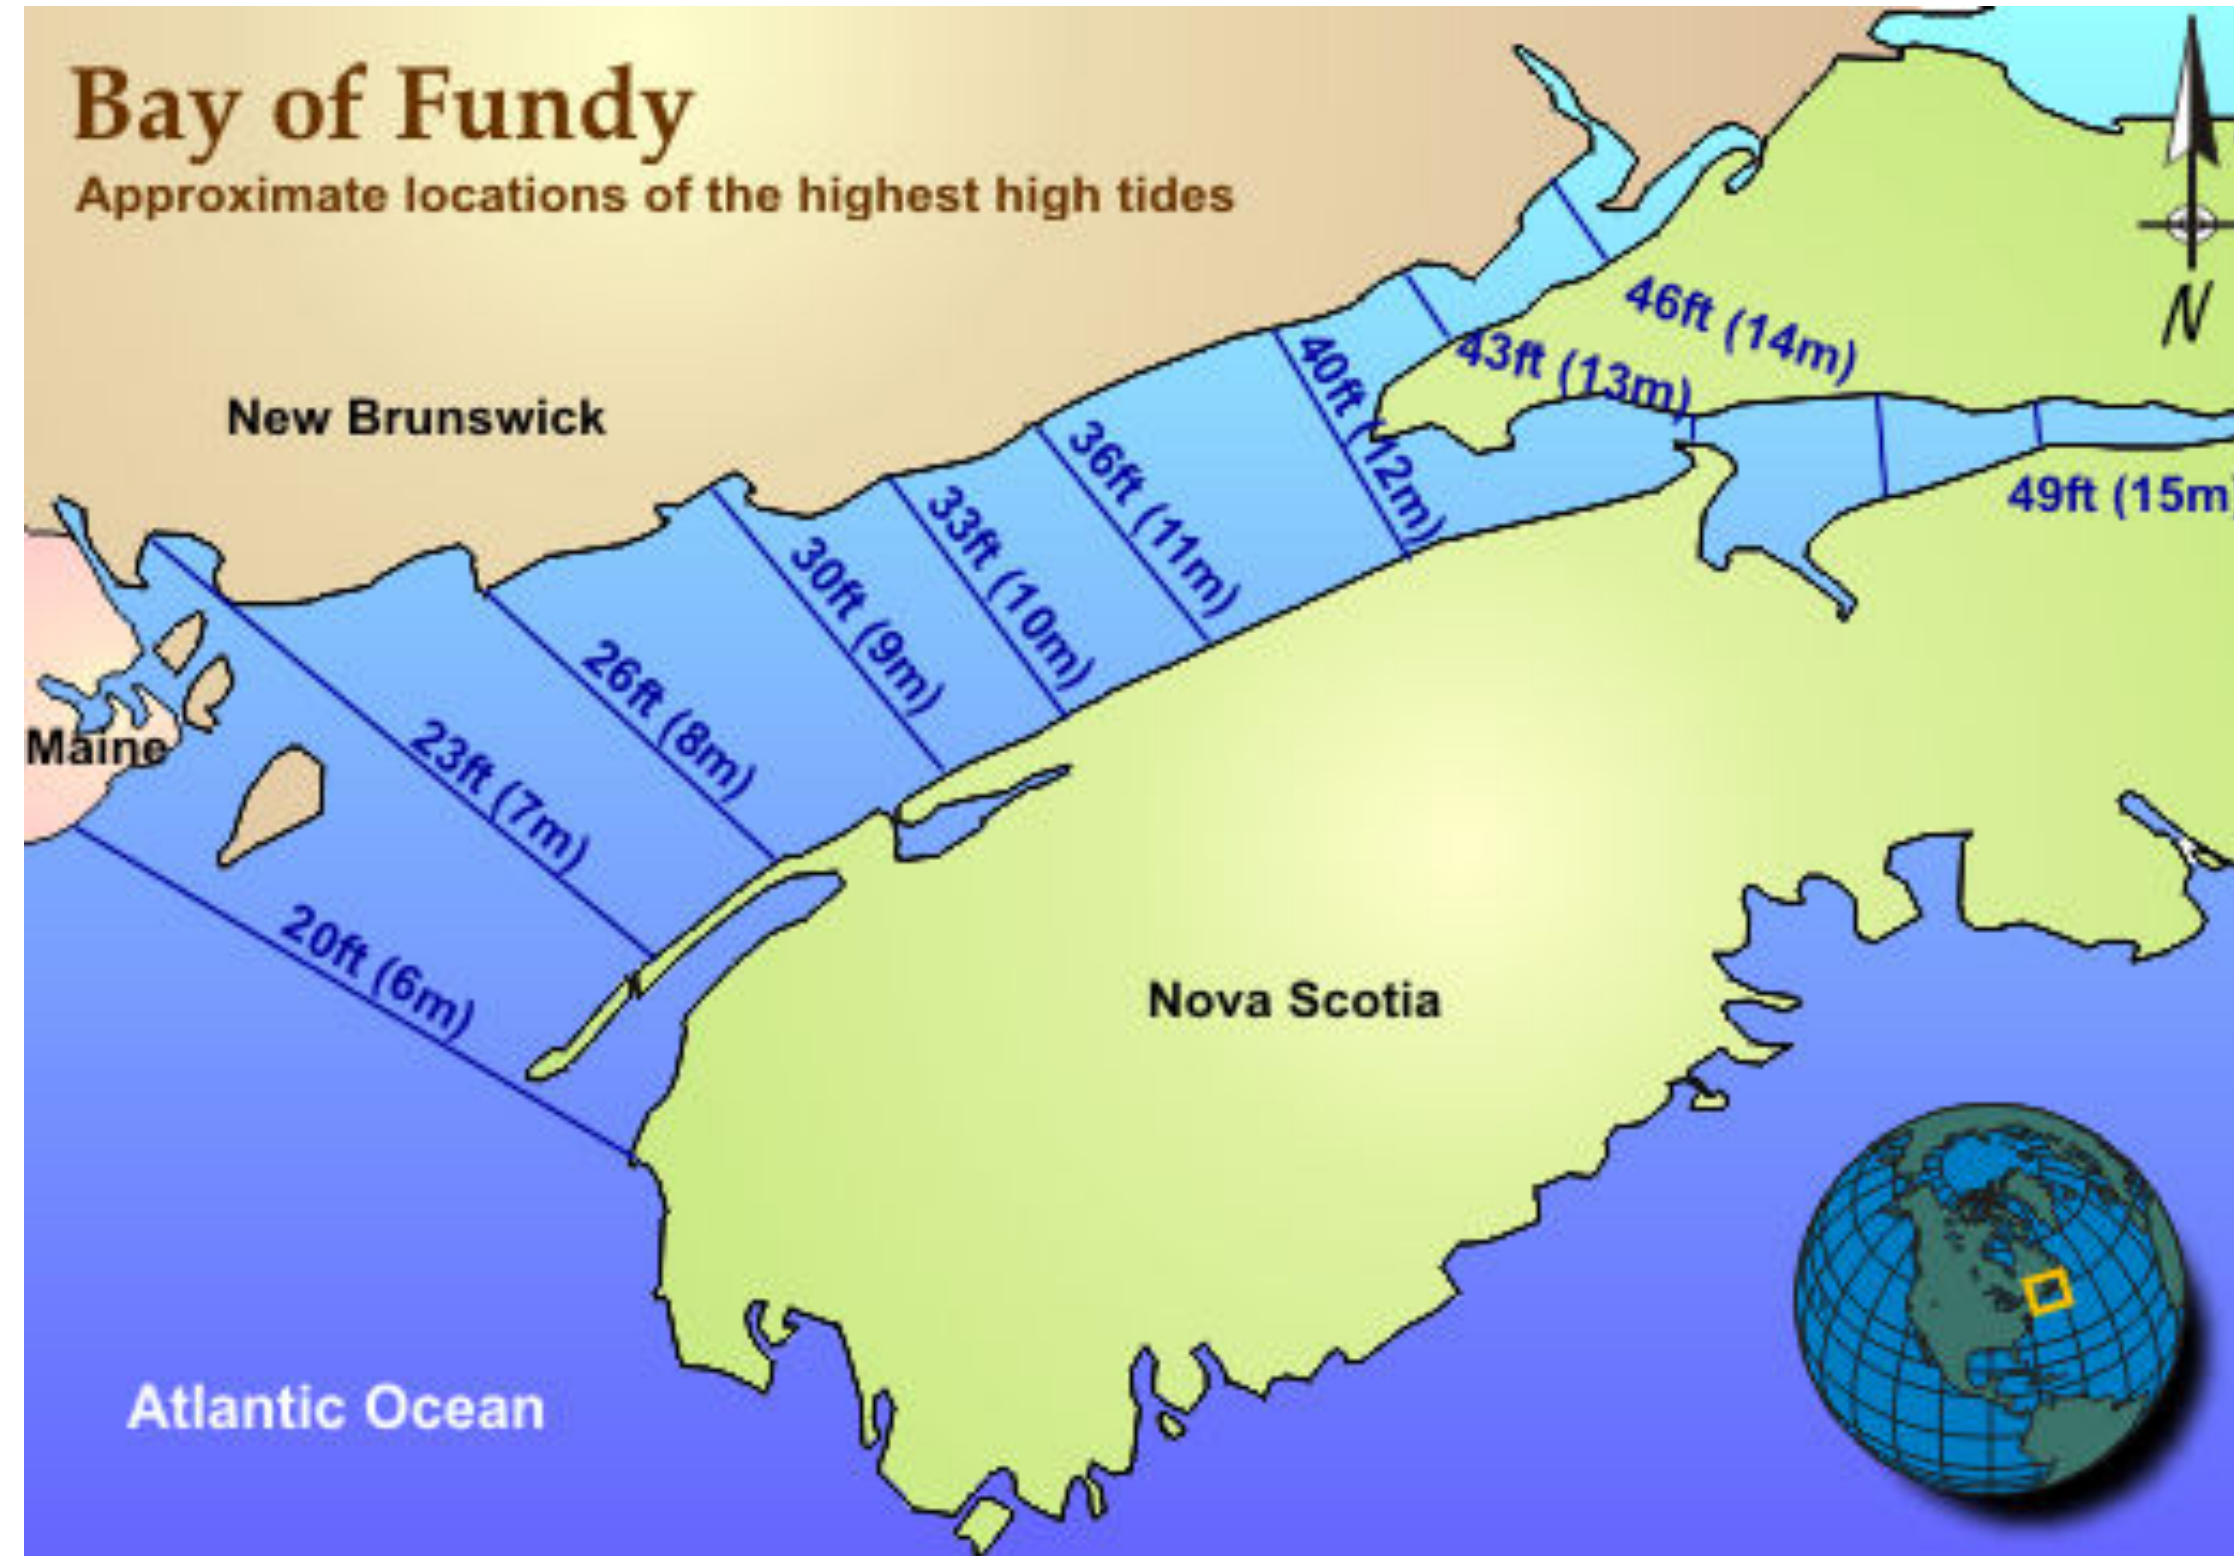 Bay of Fundy
Approximate locations of the highest high tides
New Brunswick
Maine
Nova Scotia
Atlantic Ocean
20ft (6m)
23ft (7m)
26ft (8m)
30ft (9m)
33ft (10m)
36ft (11m)
40ft (12m)
43ft (13m)
46ft (14m)
49ft (15m)
N